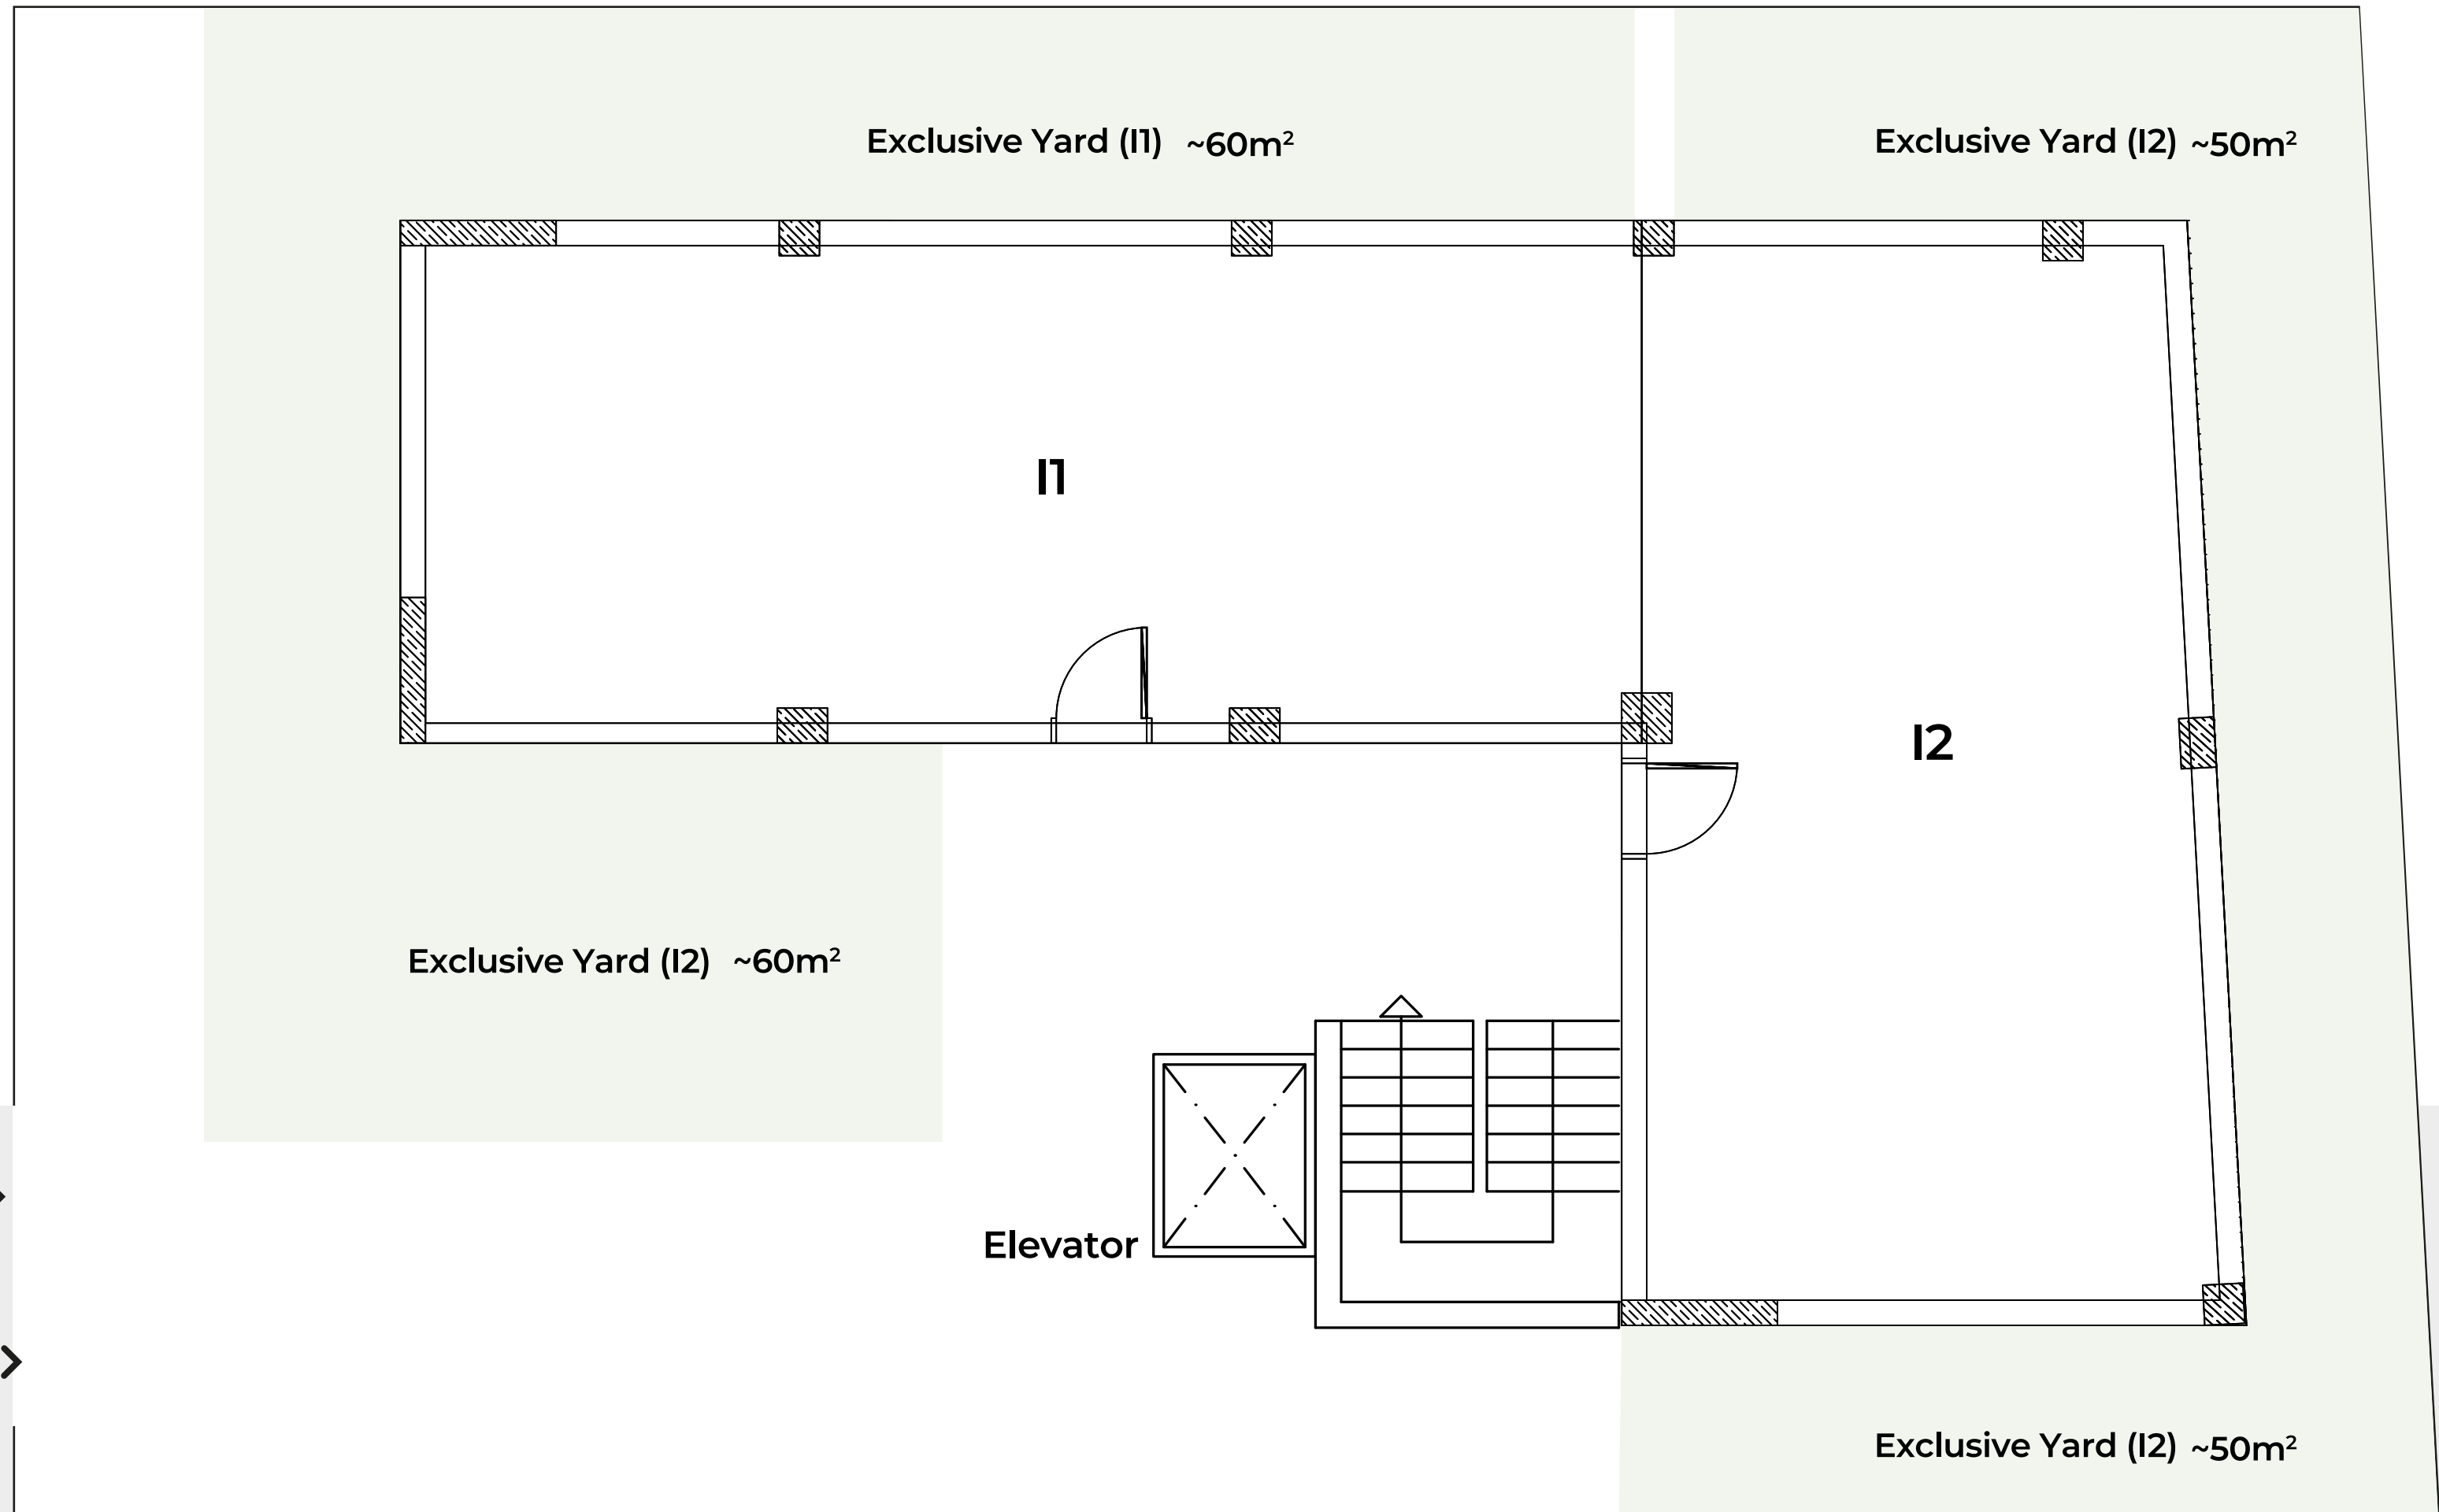 Exclusive Yard (I1) ~60m²
Exclusive Yard (I2) ~50m²
I1
I2
Exclusive Yard (I2) ~60m²
Elevator
Exclusive Yard (I2) ~50m²